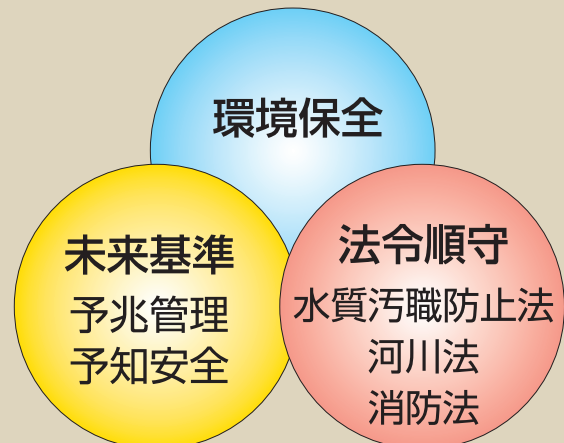 環境保全
未来基準
予兆管理
予知安全
法令順守
水質汚職防止法
河川法
消防法